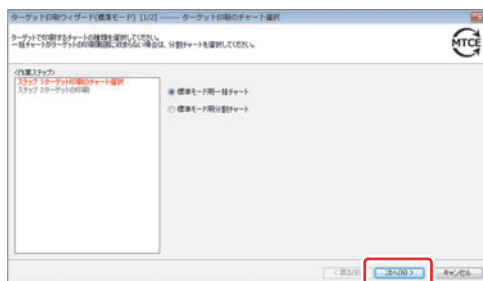 ターゲット印刷ウィザード(標準モード) [1/2] ------- ターゲット印刷のチャート選択
ターゲットで印刷するチャートの種類を選択してください。
一括チャートがターゲットの印刷範囲に収まらない場合は、分割チャートを選択してください。
MTCE
<作業ステップ>
ステップ 1ターゲット印刷のチャート選択
ステップ 2ターゲットの印刷
標準モード用一括チャート
標準モード用分割チャート
< 戻る(B)
次へ(N) >
キャンセル